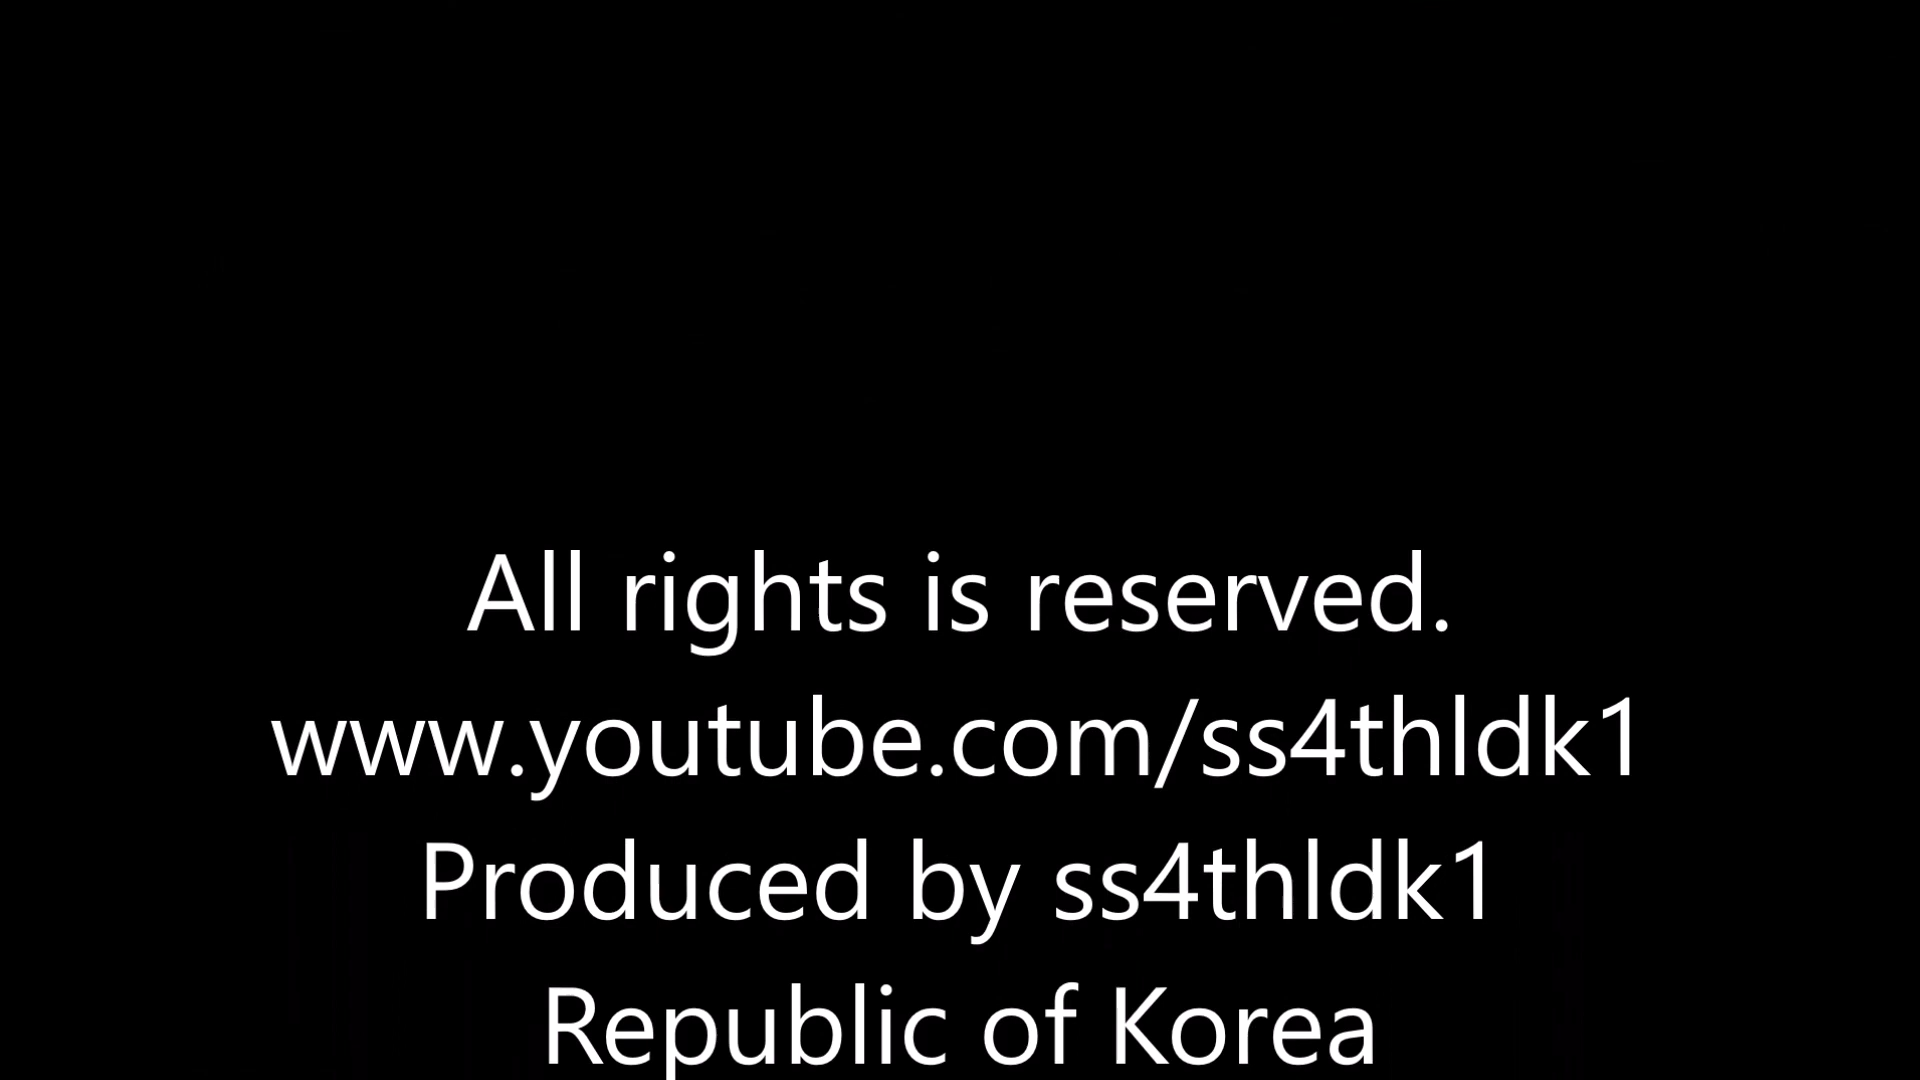 All rights is reserved.
www.youtube.com/ss4thldk1
Produced by ss4thldk1
Republic of Korea